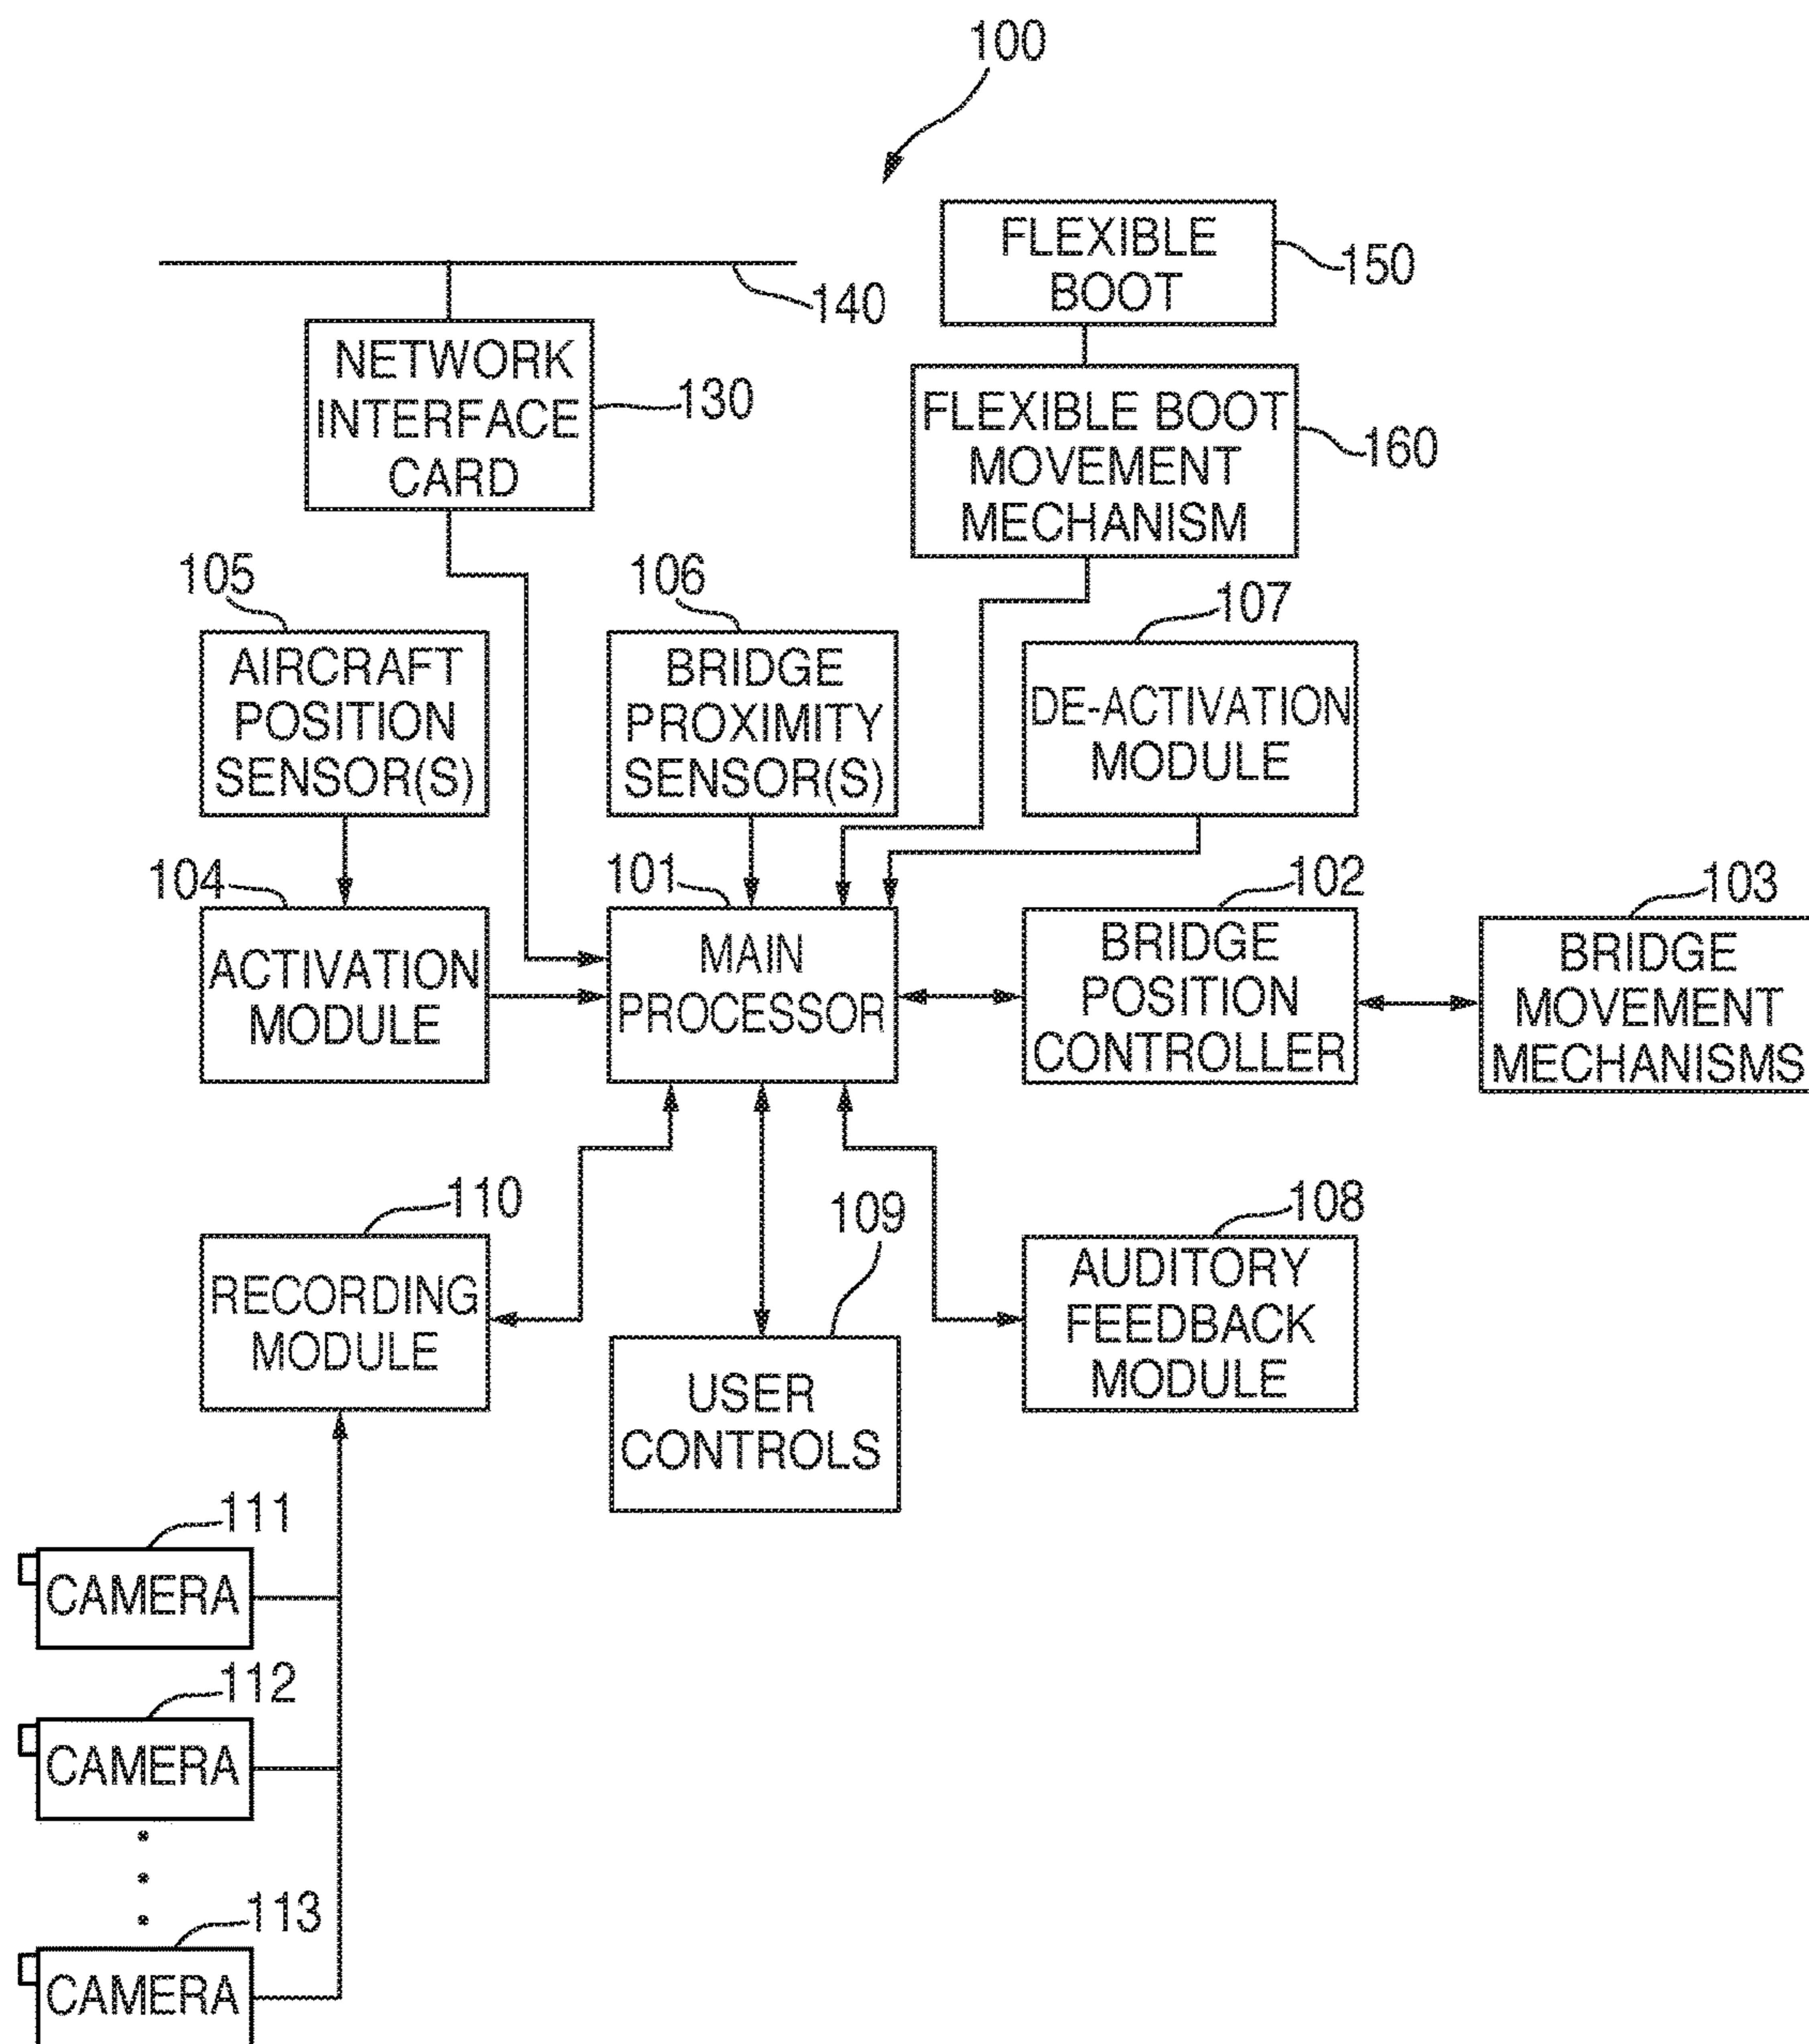 100
FLEXIBLE
BOOT
150
140
NETWORK
INTERFACE
CARD
130
FLEXIBLE BOOT
MOVEMENT
MECHANISM
160
105
106
107
AIRCRAFT
POSITION
SENSOR(S)
BRIDGE
PROXIMITY
SENSOR(S)
DE-ACTIVATION
MODULE
104
101
102
103
ACTIVATION
MODULE
MAIN
PROCESSOR
BRIDGE
POSITION
CONTROLLER
BRIDGE
MOVEMENT
MECHANISMS
110
109
108
RECORDING
MODULE
USER
CONTROLS
AUDITORY
FEEDBACK
MODULE
111
CAMERA
112
CAMERA
113
CAMERA